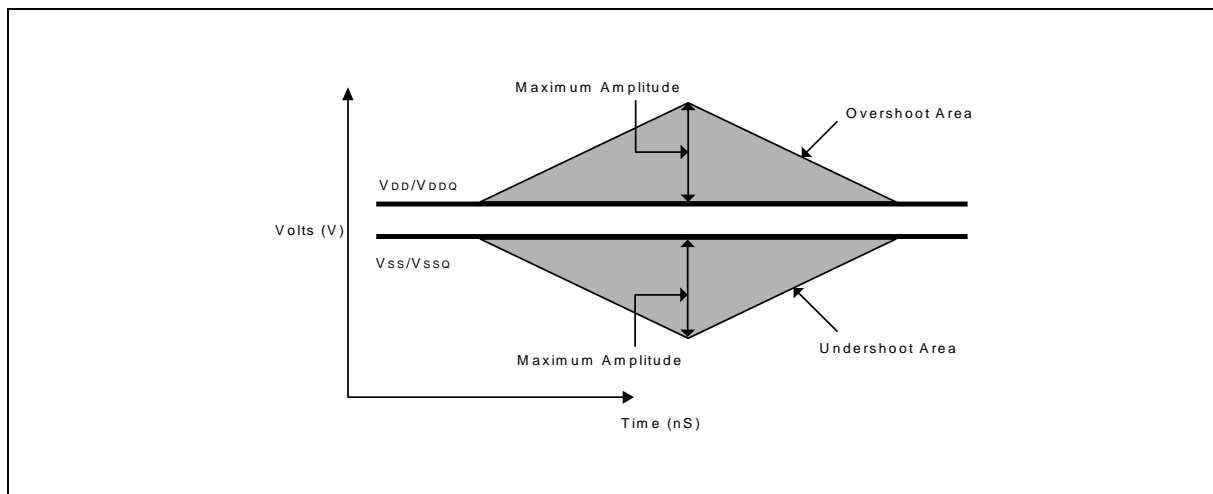 Maximum Amplitude
Overshoot Area
VDD/VDDQ
Volts (V)
VSS/VSSQ
Undershoot Area
Maximum Amplitude
Time (nS)